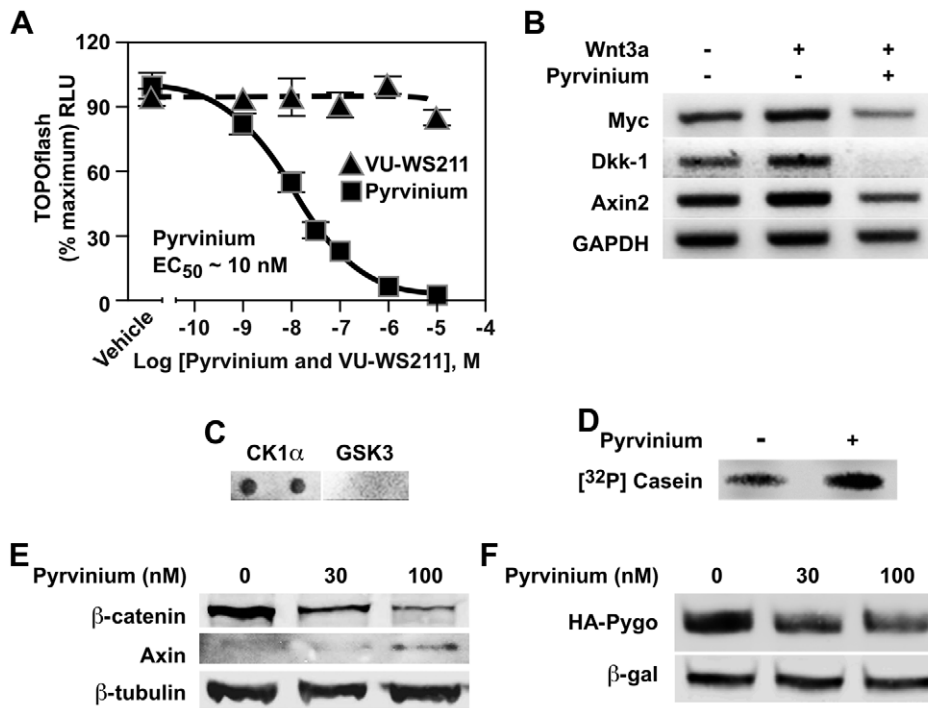 A
TOPOflash
(% maximum) RLU
120
90
60
30
0
VU-WS211
Pyrvinium
Pyrvinium
EC50 ~ 10 nM
Vehicle
-10 -9 -8 -7 -6 -5 -4
Log [Pyrvinium and VU-WS211], M
B
Wnt3a - + +
Pyrvinium - - +
Myc
Dkk-1
Axin2
GAPDH
C
CK1α GSK3
D
Pyrvinium - +
[32P] Casein
E
Pyrvinium (nM) 0 30 100
β-catenin
Axin
β-tubulin
F
Pyrvinium (nM) 0 30 100
HA-Pygo
β-gal